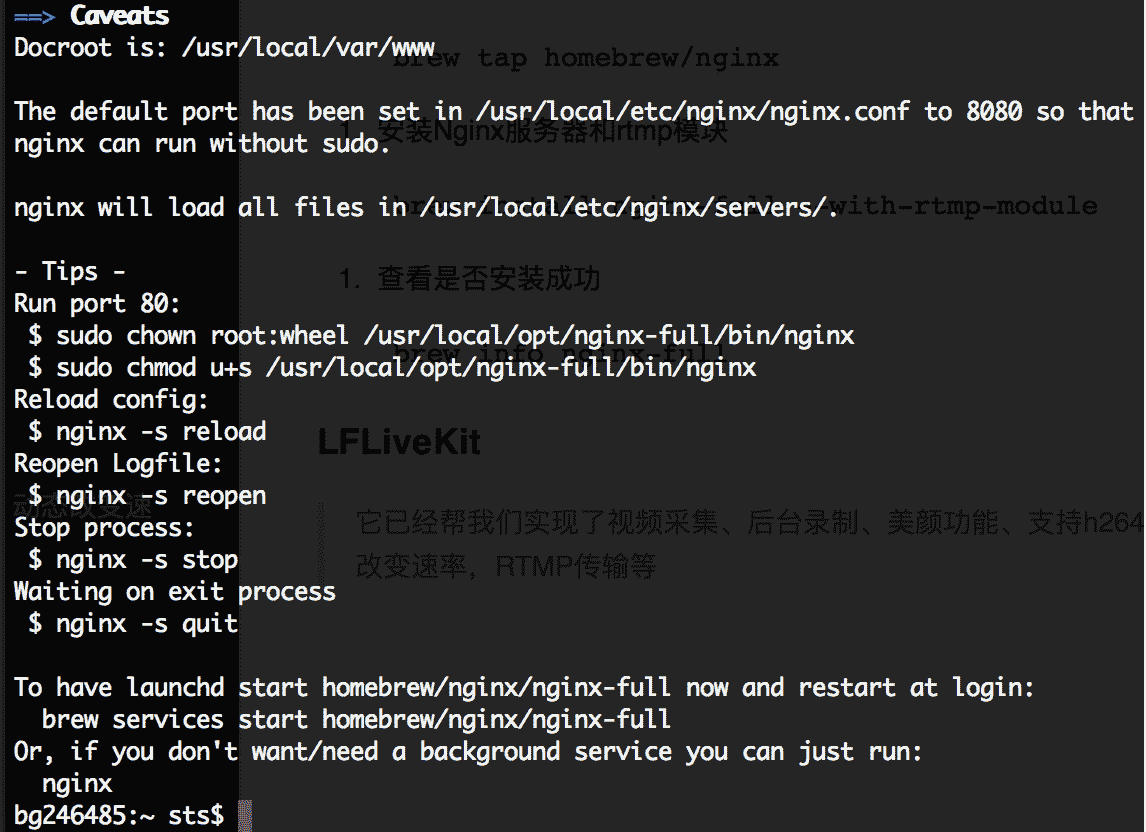 ==> Caveats
Docroot is: /usr/local/var/www
brew tap homebrew/nginx
The default port has been set in /usr/local/etc/nginx/nginx.conf to 8080 so that
1. 安装Nginx服务器和rtmp模块
nginx can run without sudo.
nginx will load all files in /usr/local/etc/nginx/servers/.
with-rtmp-module
- Tips -
1. 查看是否安装成功
Run port 80:
$ sudo chown root:wheel /usr/local/opt/nginx-full/bin/nginx
brew info nginx-full
$ sudo chmod u+s /usr/local/opt/nginx-full/bin/nginx
Reload config:
$ nginx -s reload
LFLiveKit
Reopen Logfile:
$ nginx -s reopen
动态改变速
Stop process:
它已经帮我们实现了视频采集、后台录制、美颜功能、支持h264
$ nginx -s stop
改变速率，RTMP传输等
Waiting on exit process
$ nginx -s quit
To have launchd start homebrew/nginx/nginx-full now and restart at login:
brew services start homebrew/nginx/nginx-full
Or, if you don't want/need a background service you can just run:
nginx
bg246485:~ sts$